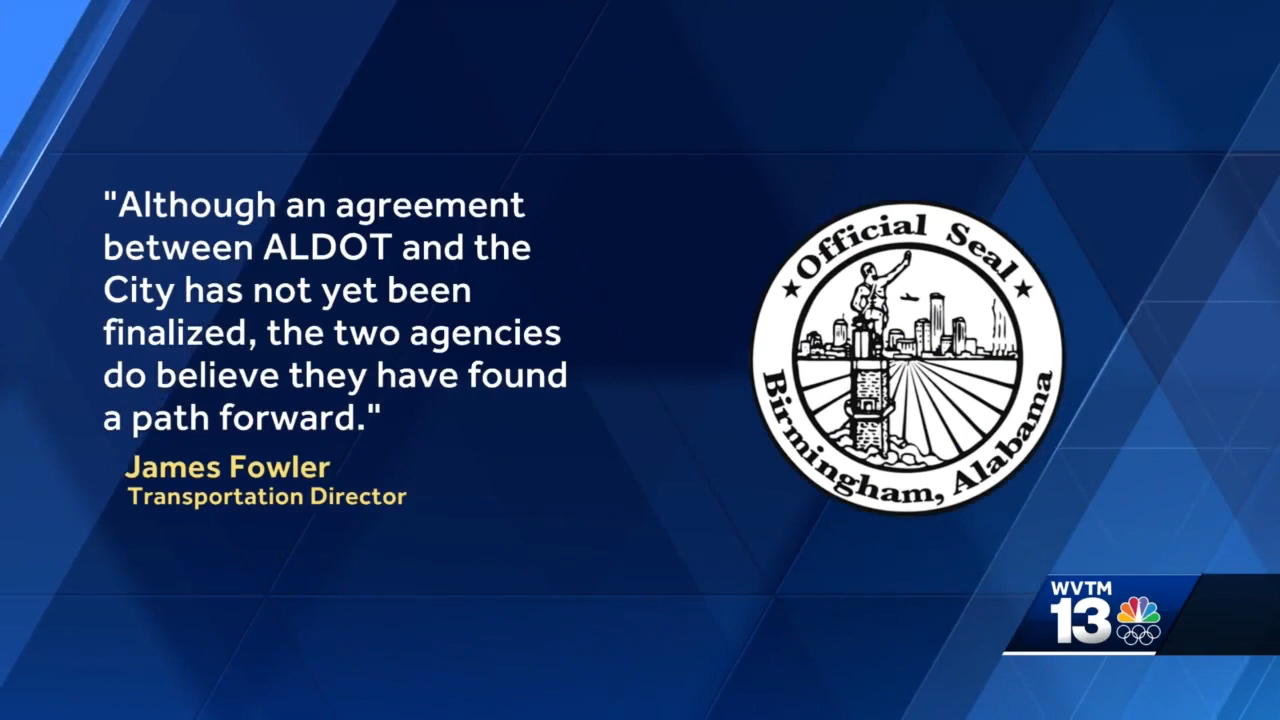 "Although an agreement
between ALDOT and the
City has not yet been
finalized, the two agencies
do believe they have found
a path forward."
James Fowler
Transportation Director
Official Seal
Birmingham, Alabama
WVTM
13